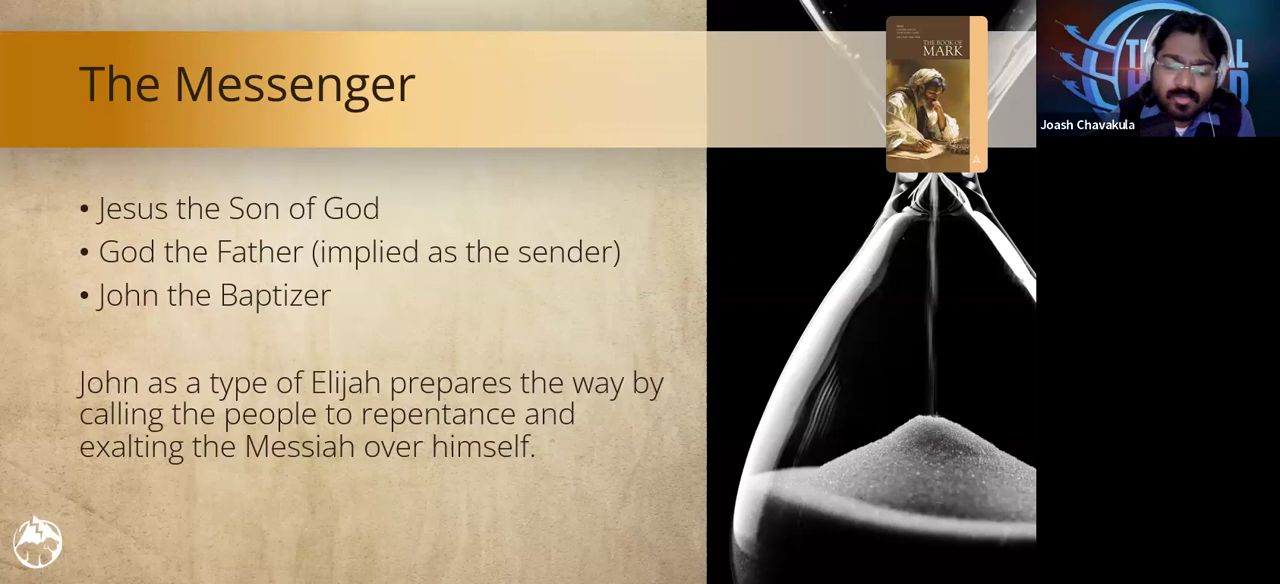 The Messenger
• Jesus the Son of God
• God the Father (implied as the sender)
• John the Baptizer
John as a type of Elijah prepares the way by
calling the people to repentance and
exalting the Messiah over himself.
THE BOOK OF
MARK
Joash Chavakula